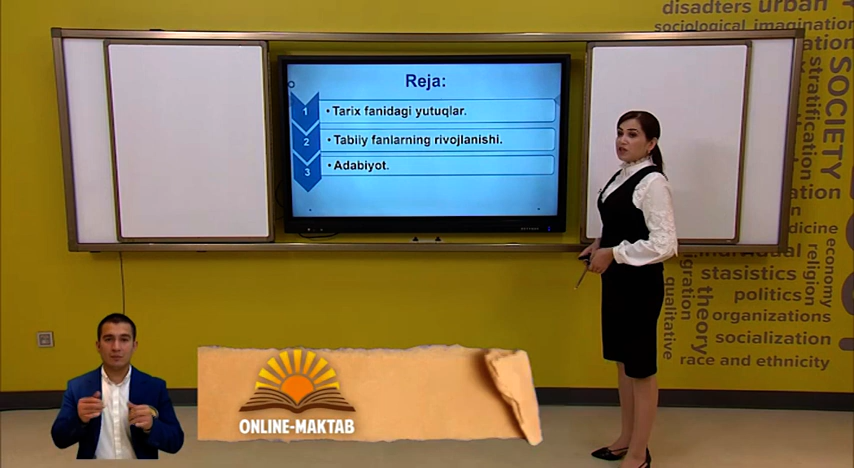 Reja:
1 • Tarix fanidagi yutuqlar.
2 • Tabiiy fanlarning rivojlanishi.
3 • Adabiyot.
ONLINE-MAKTAB
disadters urban
sociological imagination
stratification
SOCIETY
religion
economy
stasistics
theory
politics
qualitative
organizations
socialization
race and ethnicity